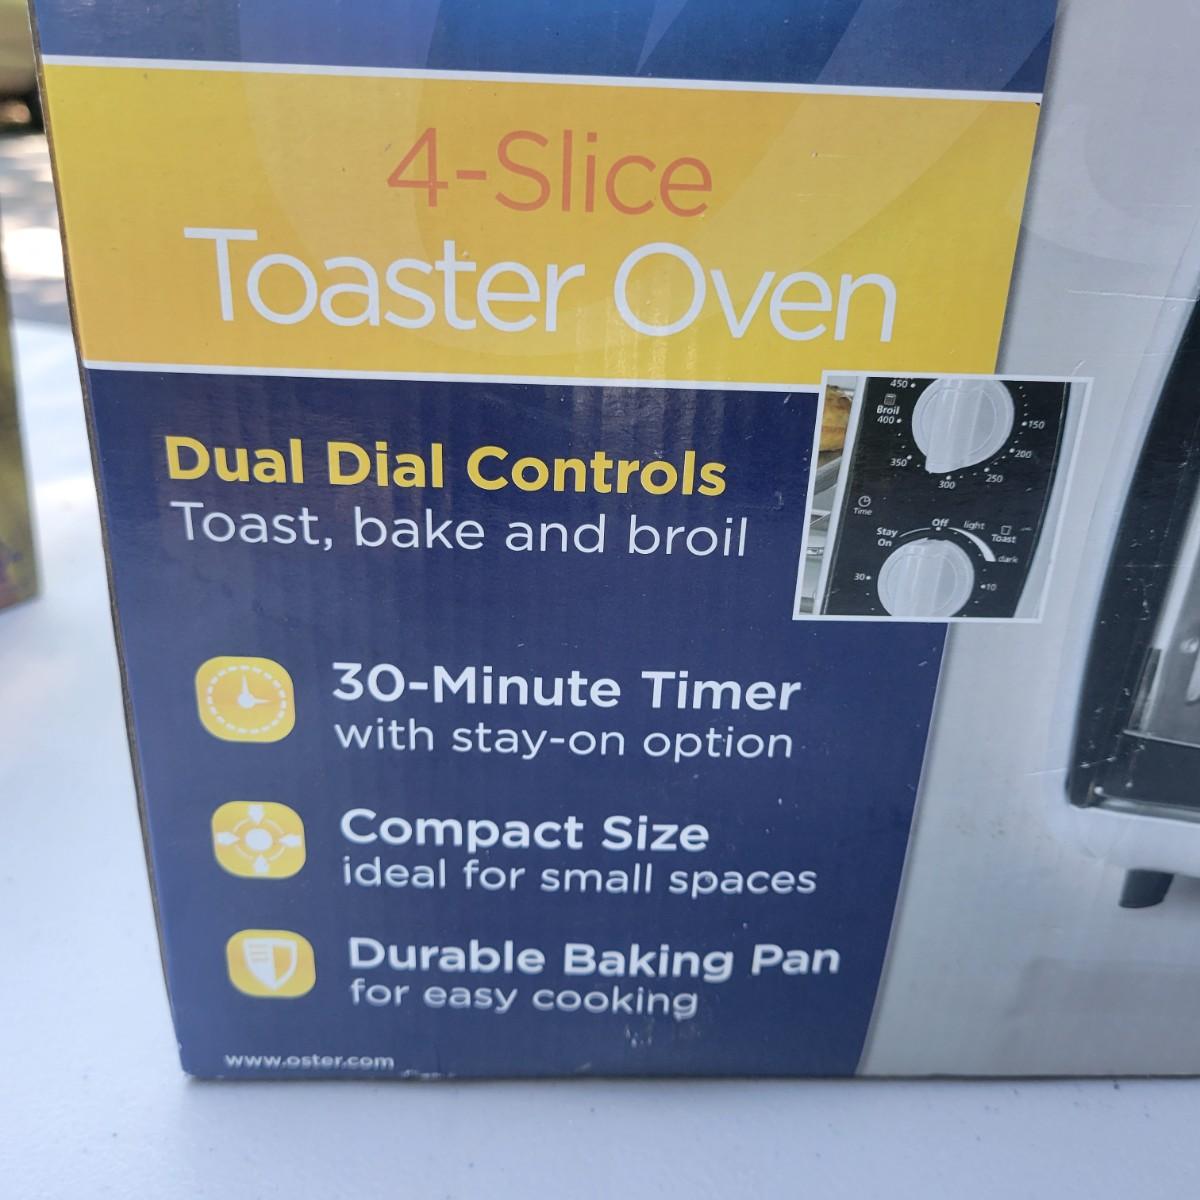 4-Slice
Toaster Oven
Dual Dial Controls
Toast, bake and broil
450
Broil
400
150
350
200
300
250
Time
Stay On
Off
light
Toast
dark
30
10
30-Minute Timer
with stay-on option
Compact Size
ideal for small spaces
Durable Baking Pan
for easy cooking
www.oster.com